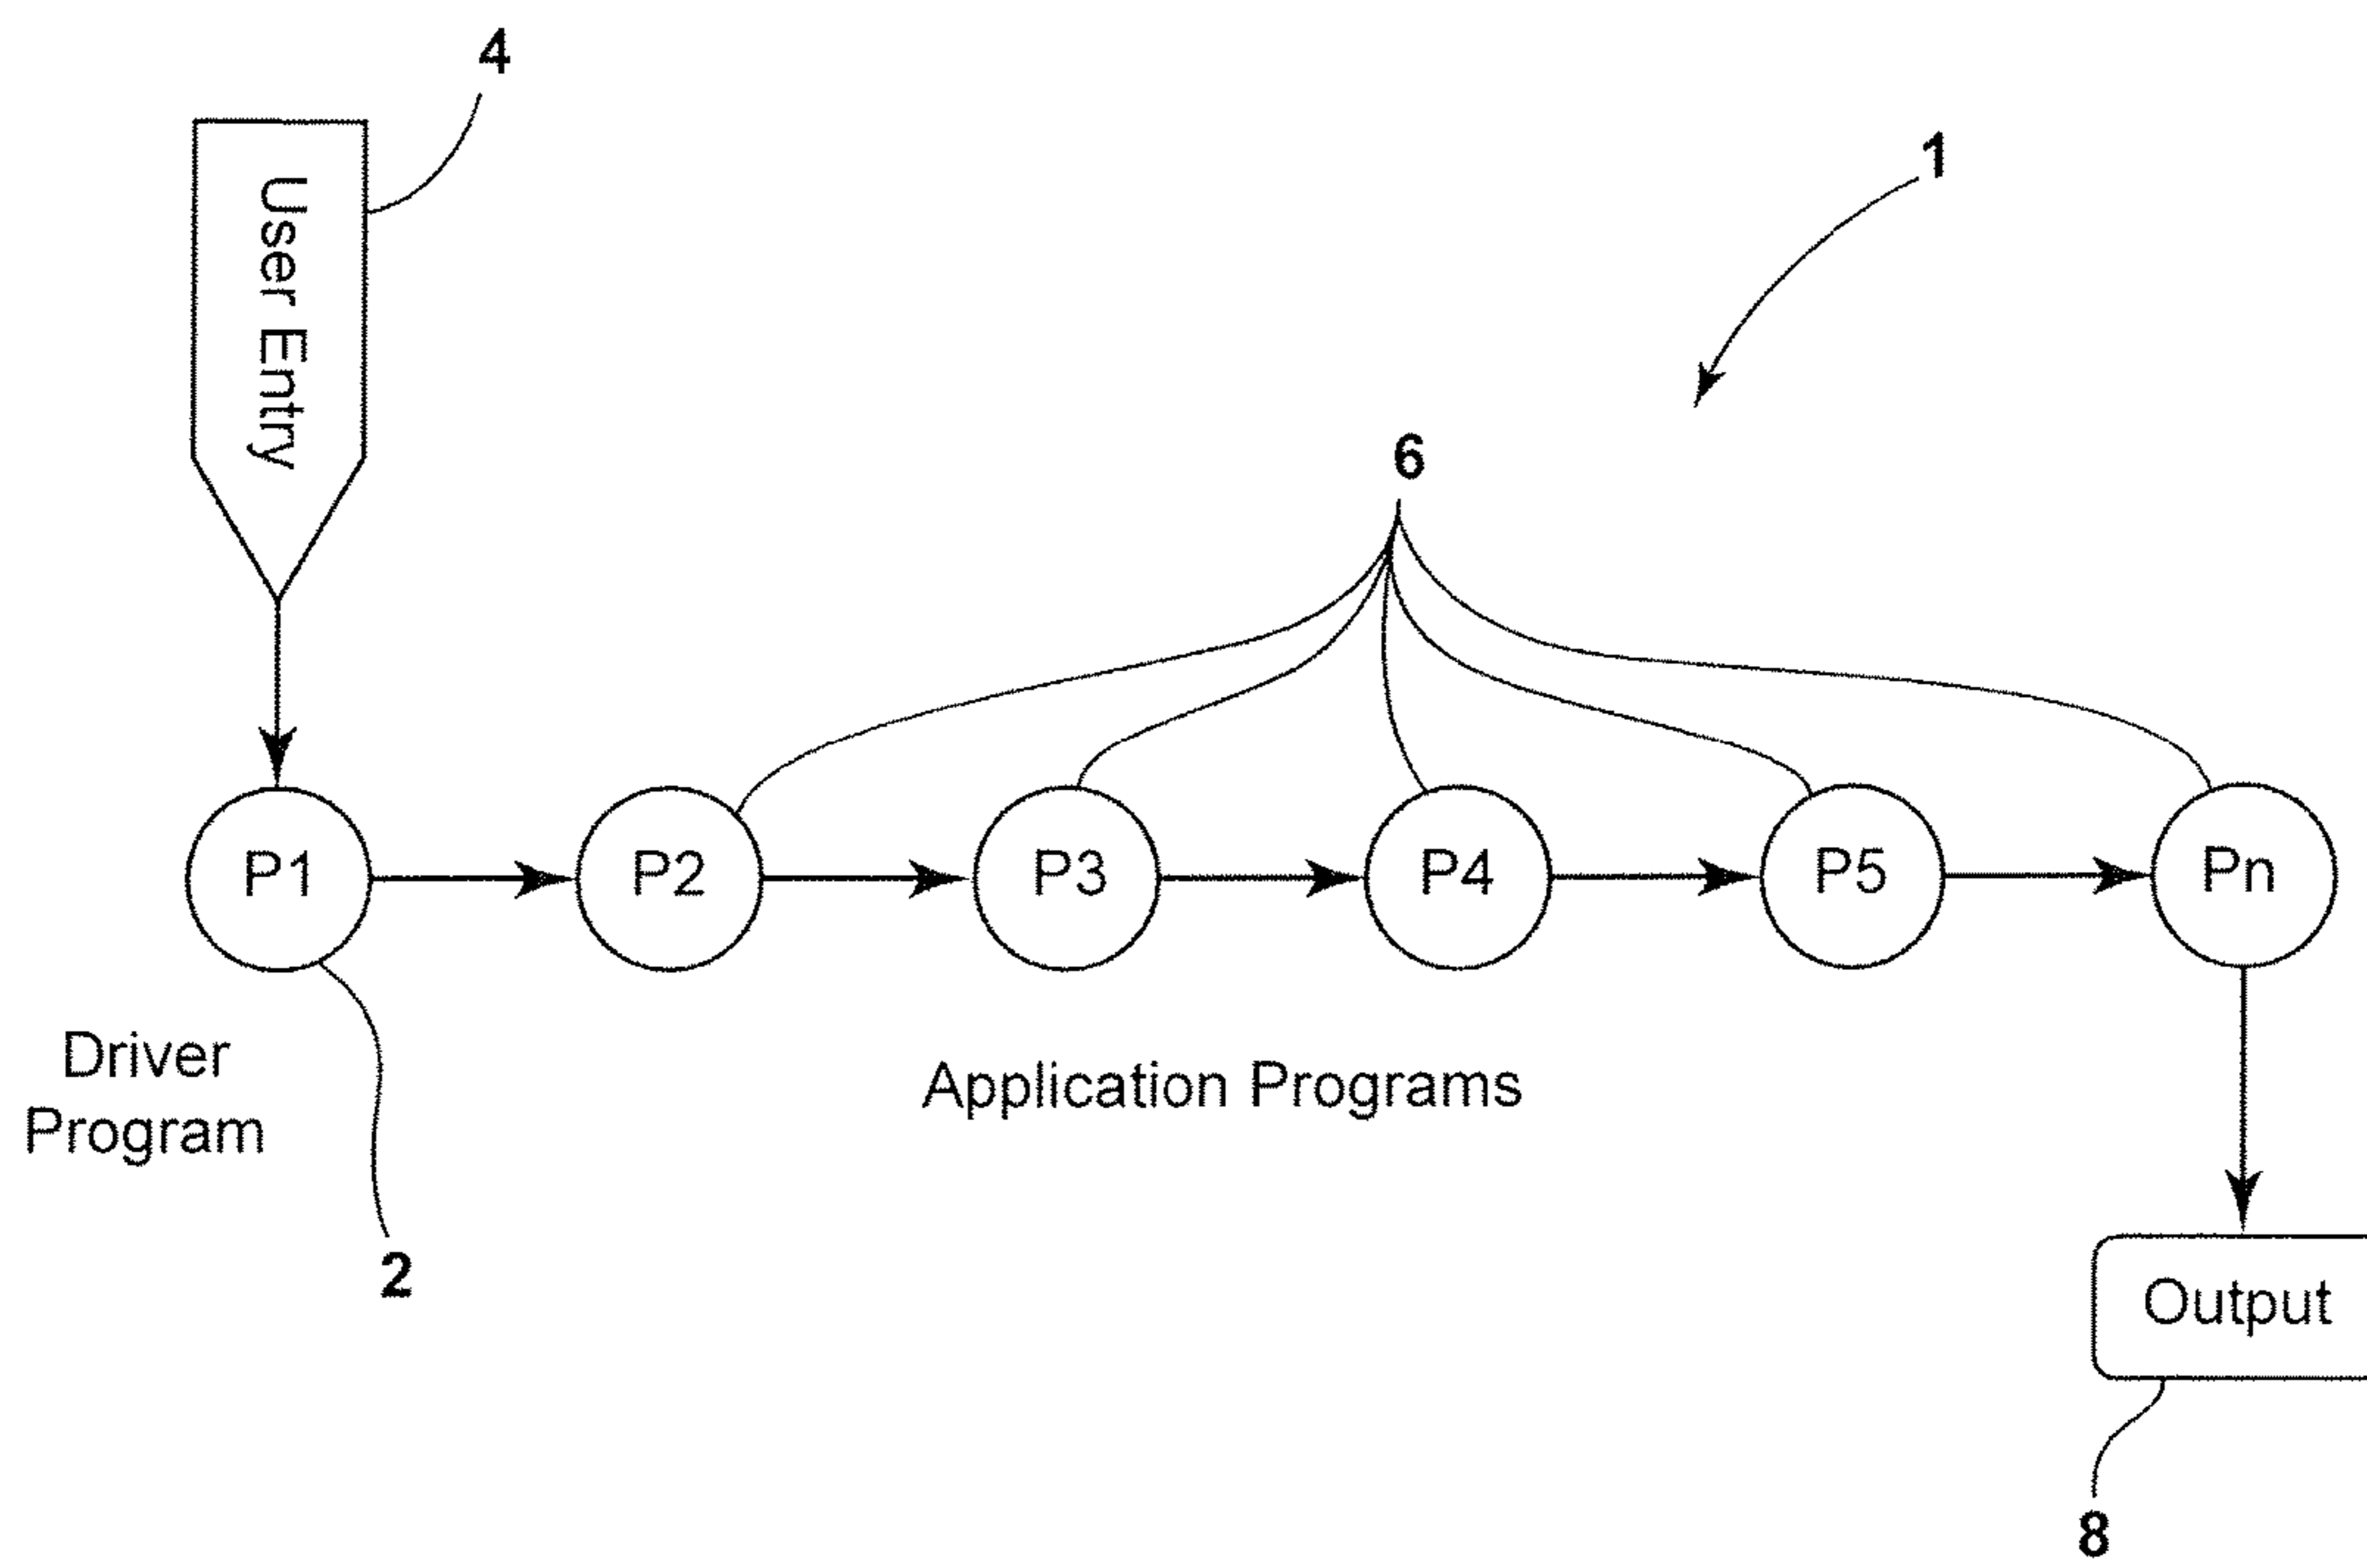 4
1
User Entry
6
P1
P2
P3
P4
P5
Pn
Driver
Program
Application Programs
2
Output
8